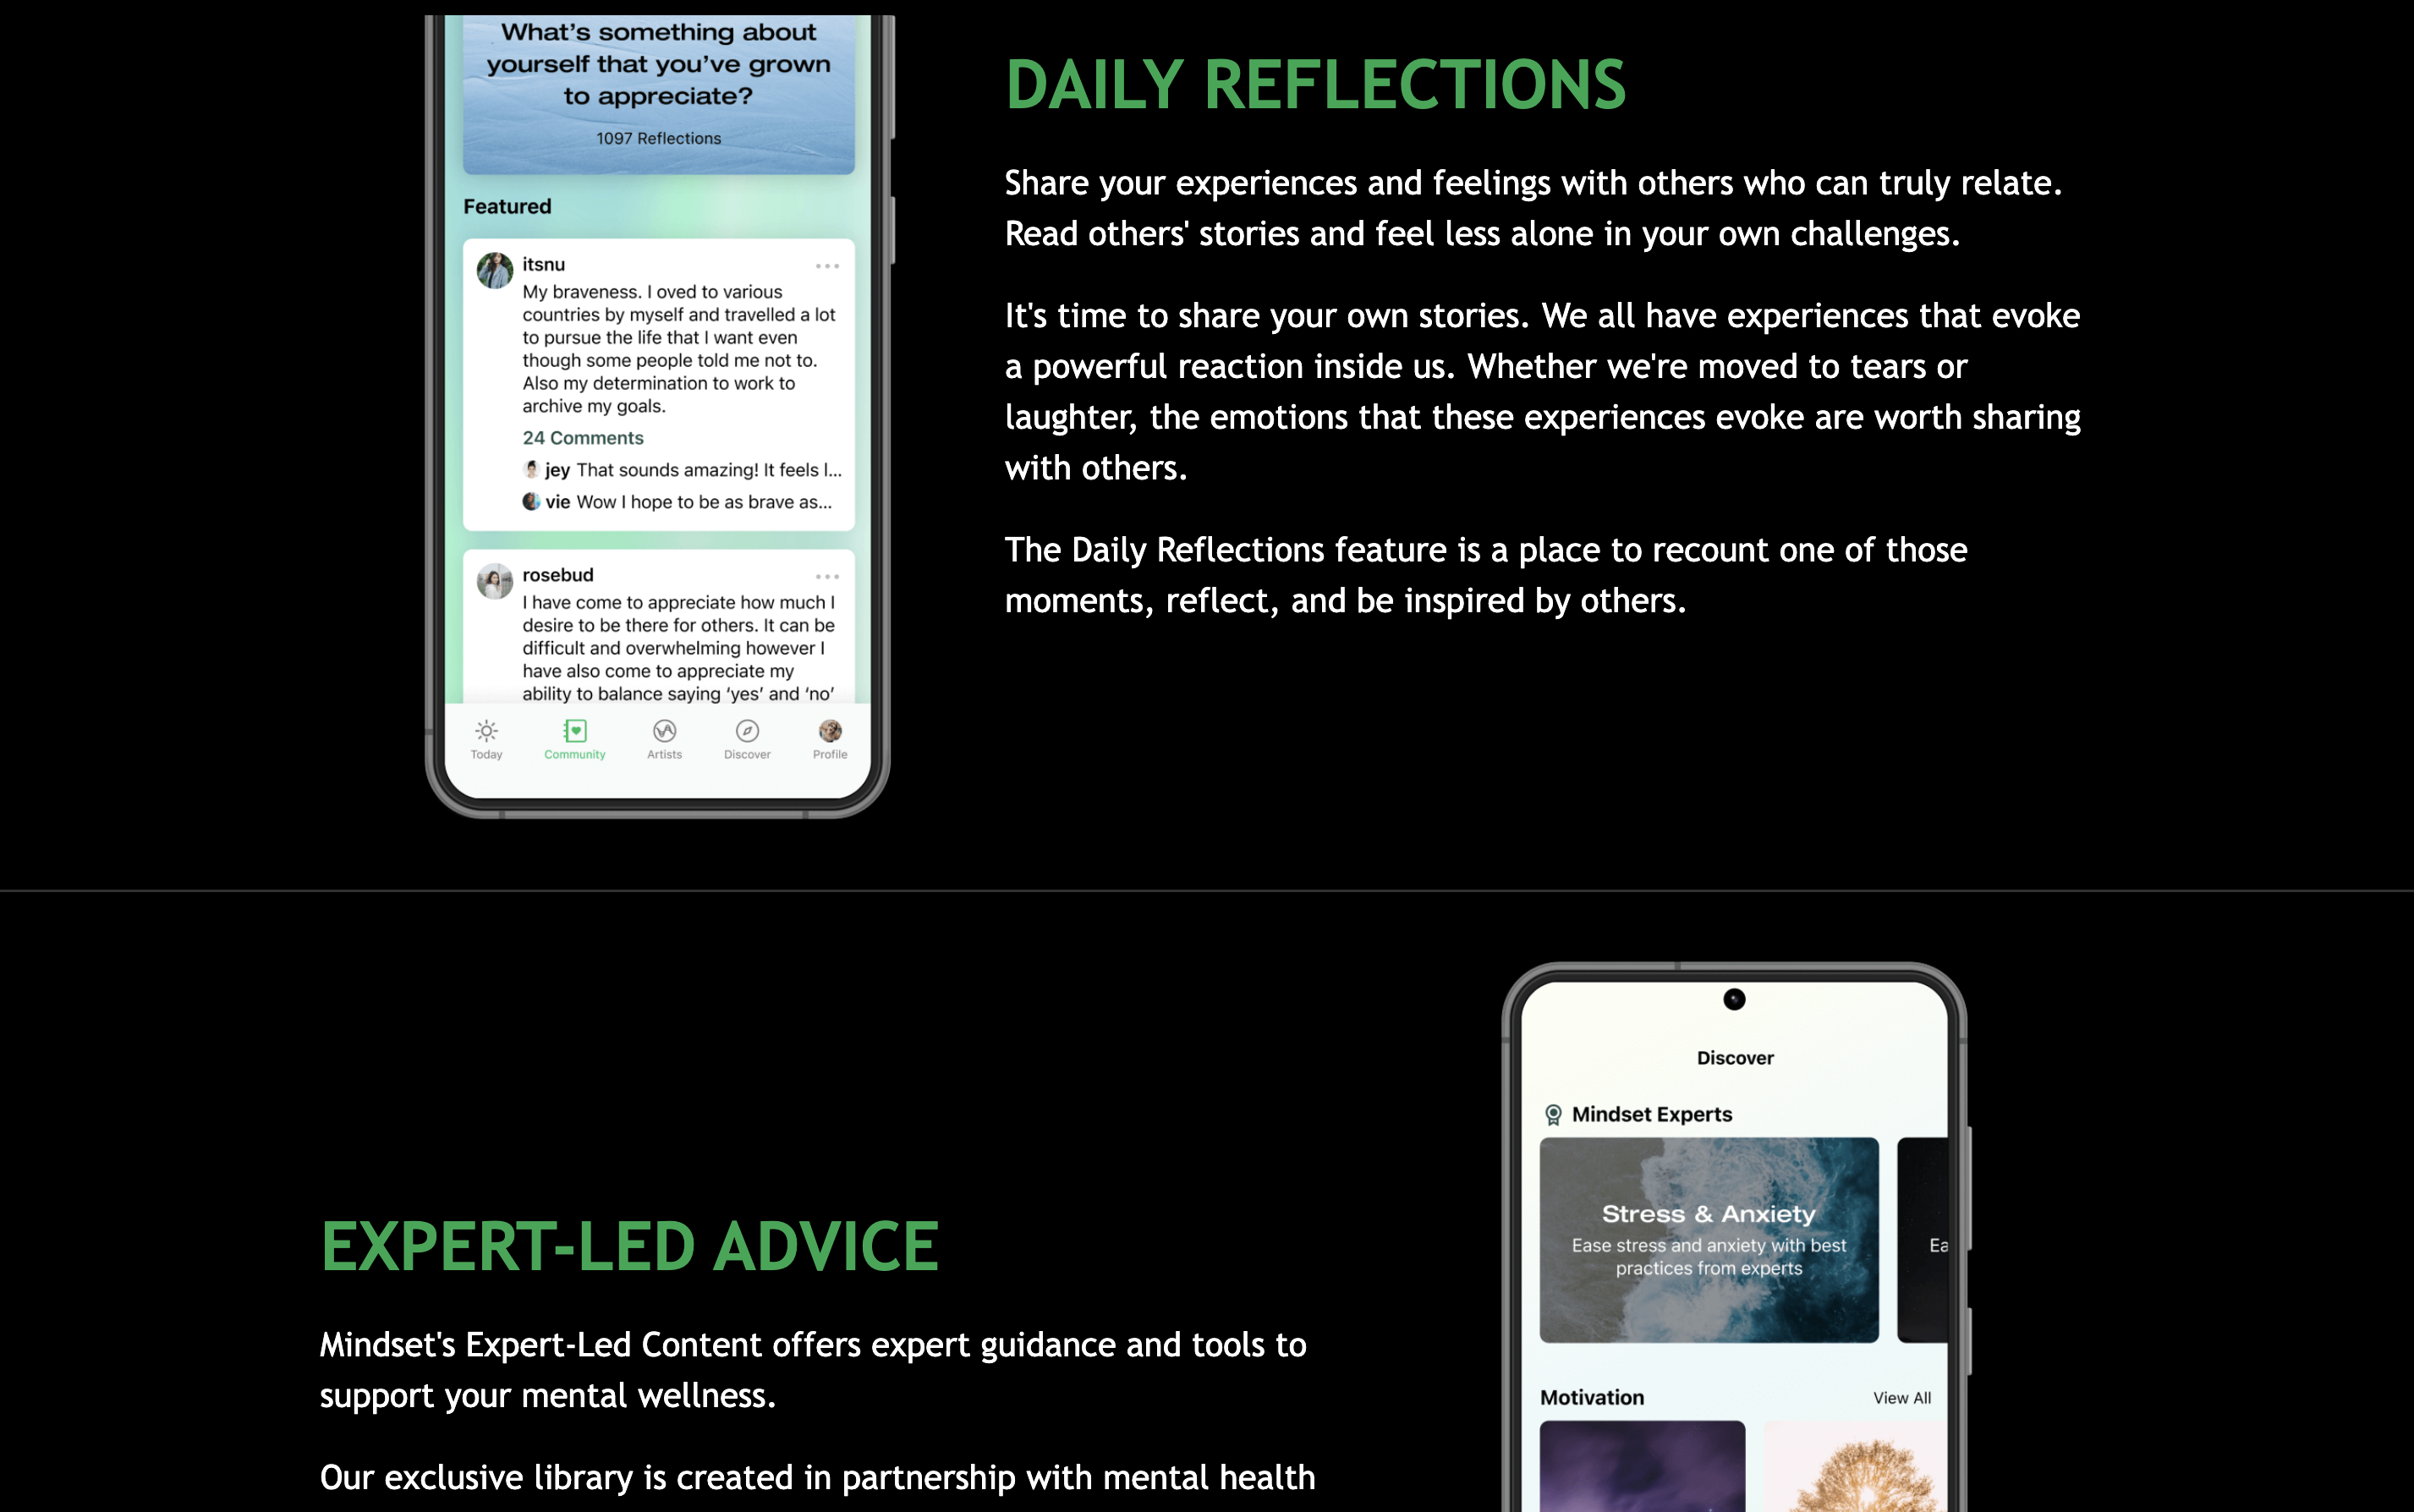 What's something about
yourself that you've grown
to appreciate?
1097 Reflections
Featured
itsnu
My braveness. I oved to various
countries by myself and travelled a lot
to pursue the life that I want even
though some people told me not to.
Also my determination to work to
archive my goals.
24 Comments
jey That sounds amazing! It feels l...
vie Wow I hope to be as brave as...
rosebud
I have come to appreciate how much I
desire to be there for others. It can be
difficult and overwhelming however I
have also come to appreciate my
ability to balance saying 'yes' and 'no'
Today Community Artists Discover Profile
DAILY REFLECTIONS
Share your experiences and feelings with others who can truly relate.
Read others' stories and feel less alone in your own challenges.
It's time to share your own stories. We all have experiences that evoke
a powerful reaction inside us. Whether we're moved to tears or
laughter, the emotions that these experiences evoke are worth sharing
with others.
The Daily Reflections feature is a place to recount one of those
moments, reflect, and be inspired by others.
EXPERT-LED ADVICE
Mindset's Expert-Led Content offers expert guidance and tools to
support your mental wellness.
Our exclusive library is created in partnership with mental health
Discover
Mindset Experts
Stress & Anxiety
Ease stress and anxiety with best
practices from experts
Ea
Motivation
View All